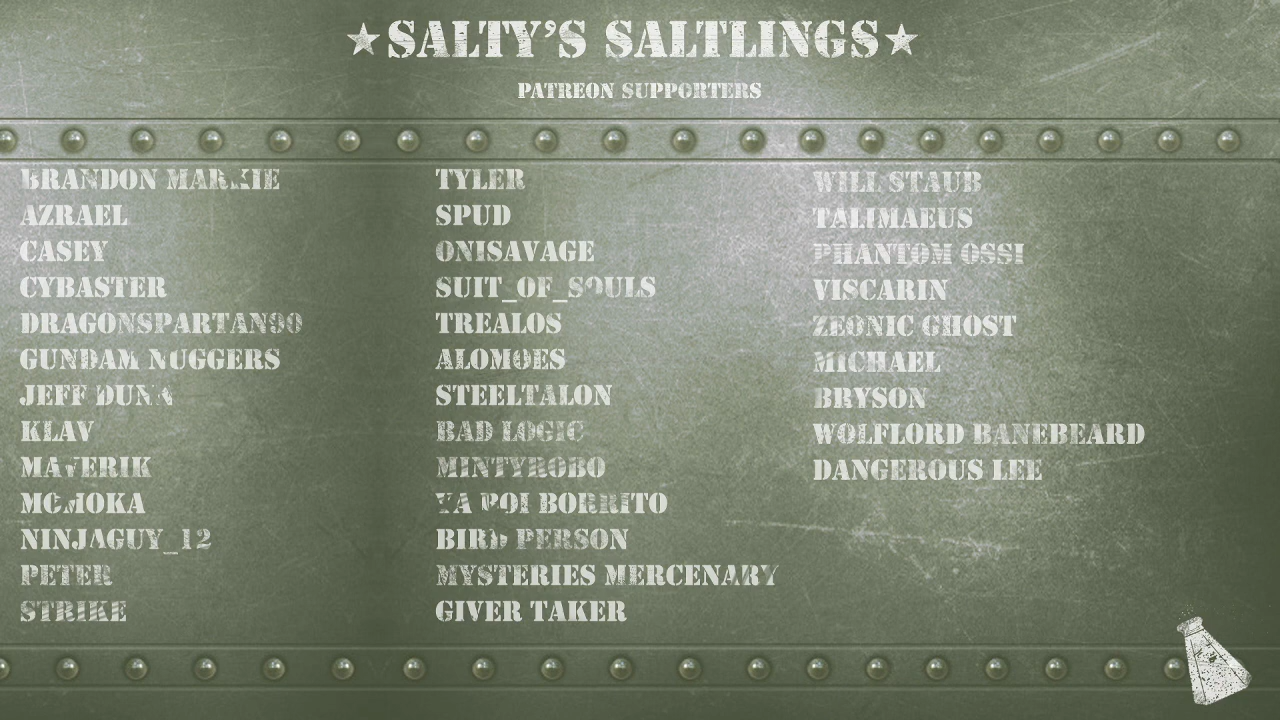 ★SALTY'S SALTLINGS★
PATREON SUPPORTERS
BRANDON MARKIE
AZRAEL
CASEY
CYBASTER
DRAGONSPARTAN90
GUNDAM NUGGERS
JEFF DUNN
KLAV
MAVERIK
MOMOKA
NINJAGUY_12
PETER
STRIKE
TYLER
SPUD
ONISAVAGE
SUIT_OF_SOULS
TREALOS
ALOMOES
STEELTALON
BAD LOGIC
MINTYROBO
YA BOI BORRITO
BIRD PERSON
MYSTERIES MERCENARY
GIVER TAKER
WILL STAUB
TALIMAEUS
PHANTOM OSSI
VISCARIN
ZEONIC GHOST
MICHAEL
BRYSON
WOLFLORD BANEBEARD
DANGEROUS LEE